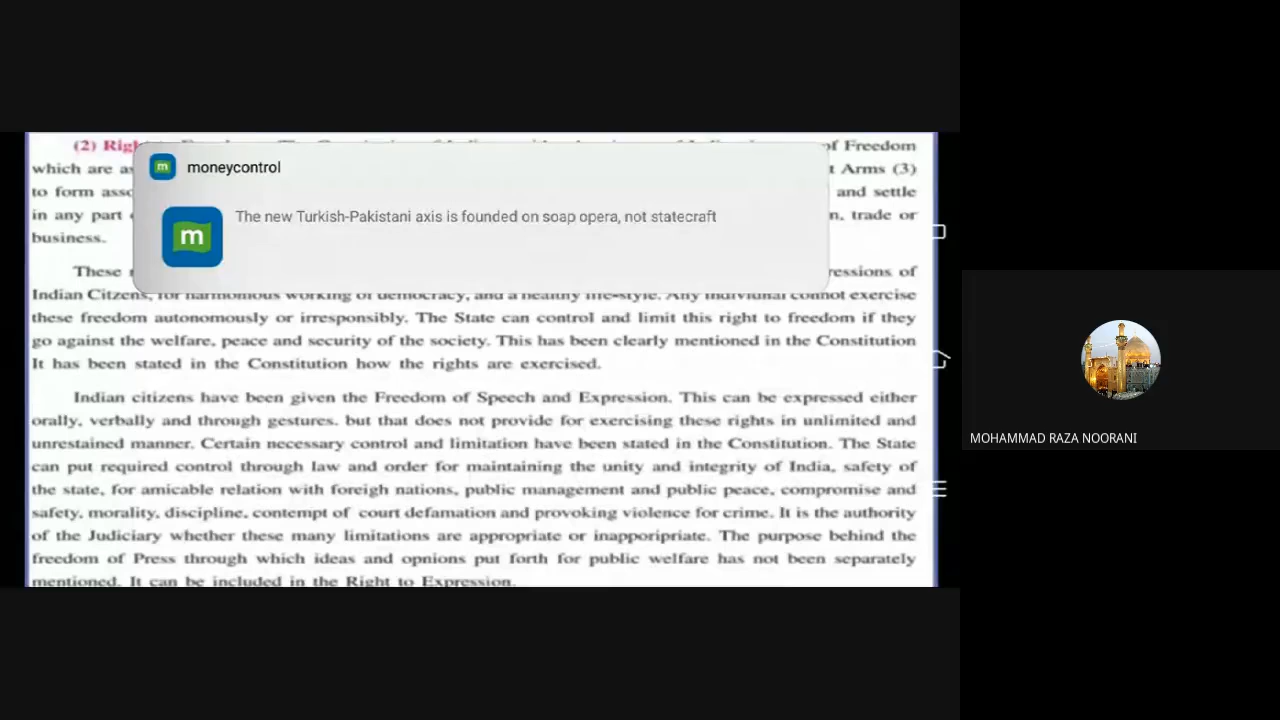 (2) Righ
of Freedom
which are as
t Arms (3)
to form asso
and settle
in any part
n, trade or
business.
m moneycontrol
m The new Turkish-Pakistani axis is founded on soap opera, not statecraft
These
ressions of
Indian Citzens, for harmonious working of democracy, and a healthy life-style. Any individual connot exercise
these freedom autonomously or irresponsibly. The State can control and limit this right to freedom if they
go against the welfare, peace and security of the society. This has been clearly mentioned in the Constitution
It has been stated in the Constitution how the rights are exercised.
Indian citizens have been given the Freedom of Speech and Expression. This can be expressed either
orally, verbally and through gestures. but that does not provide for exercising these rights in unlimited and
unrestained manner. Certain necessary control and limitation have been stated in the Constitution. The State
can put required control through law and order for maintaining the unity and integrity of India, safety of
the state, for amicable relation with foreigh nations, public management and public peace, compromise and
safety, morality, discipline, contempt of court defamation and provoking violence for crime. It is the authority
of the Judiciary whether these many limitations are appropriate or inapporipriate. The purpose behind the
freedom of Press through which ideas and opnions put forth for public welfare has not been separately
mentioned. It can be included in the Right to Expression.
MOHAMMAD RAZA NOORANI